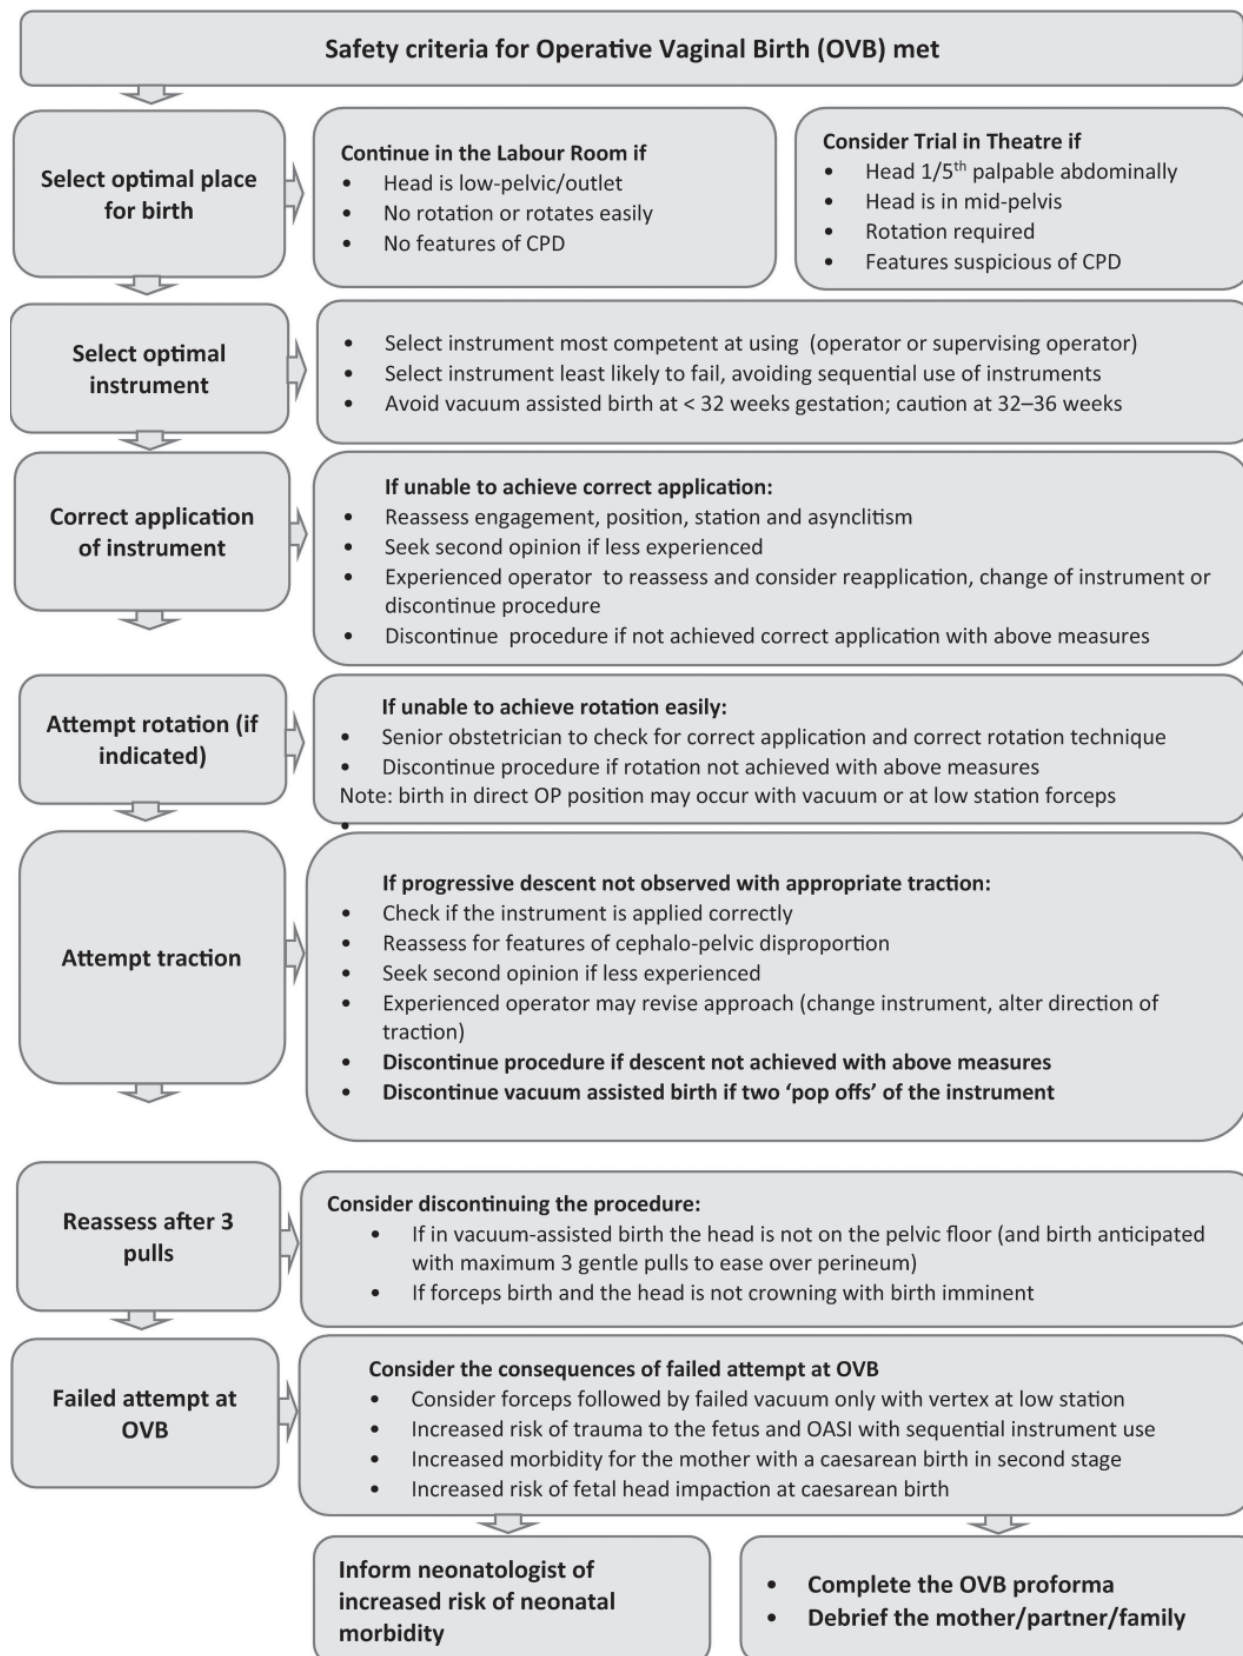 Safety criteria for Operative Vaginal Birth (OVB) met
Select optimal place
for birth
Continue in the Labour Room if
• Head is low-pelvic/outlet
• No rotation or rotates easily
• No features of CPD
Consider Trial in Theatre if
• Head 1/5th palpable abdominally
• Head is in mid-pelvis
• Rotation required
• Features suspicious of CPD
Select optimal
instrument
• Select instrument most competent at using (operator or supervising operator)
• Select instrument least likely to fail, avoiding sequential use of instruments
• Avoid vacuum assisted birth at < 32 weeks gestation; caution at 32–36 weeks
Correct application
of instrument
If unable to achieve correct application:
• Reassess engagement, position, station and asynclitism
• Seek second opinion if less experienced
• Experienced operator to reassess and consider reapplication, change of instrument or
discontinue procedure
• Discontinue procedure if not achieved correct application with above measures
Attempt rotation (if
indicated)
If unable to achieve rotation easily:
• Senior obstetrician to check for correct application and correct rotation technique
• Discontinue procedure if rotation not achieved with above measures
Note: birth in direct OP position may occur with vacuum or at low station forceps
•
Attempt traction
If progressive descent not observed with appropriate traction:
• Check if the instrument is applied correctly
• Reassess for features of cephalo-pelvic disproportion
• Seek second opinion if less experienced
• Experienced operator may revise approach (change instrument, alter direction of
traction)
• Discontinue procedure if descent not achieved with above measures
• Discontinue vacuum assisted birth if two ‘pop offs’ of the instrument
Reassess after 3
pulls
Consider discontinuing the procedure:
• If in vacuum-assisted birth the head is not on the pelvic floor (and birth anticipated
with maximum 3 gentle pulls to ease over perineum)
• If forceps birth and the head is not crowning with birth imminent
Failed attempt at
OVB
Consider the consequences of failed attempt at OVB
• Consider forceps followed by failed vacuum only with vertex at low station
• Increased risk of trauma to the fetus and OASI with sequential instrument use
• Increased morbidity for the mother with a caesarean birth in second stage
• Increased risk of fetal head impaction at caesarean birth
Inform neonatologist of
increased risk of neonatal
morbidity
• Complete the OVB proforma
• Debrief the mother/partner/family